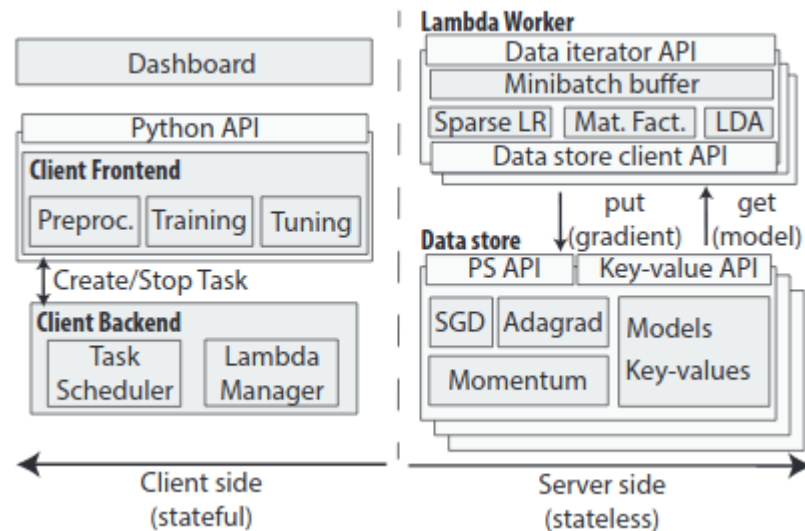 Dashboard
Python API
Client Frontend
Preproc.
Training
Tuning
Create/Stop Task
Client Backend
Task
Scheduler
Lambda
Manager
Client side
(stateful)
Lambda Worker
Data iterator API
Minibatch buffer
Sparse LR
Mat. Fact.
LDA
Data store client API
put
(gradient)
get
(model)
Data store
PS API
Key-value API
SGD
Adagrad
Momentum
Models
Key-values
Server side
(stateless)